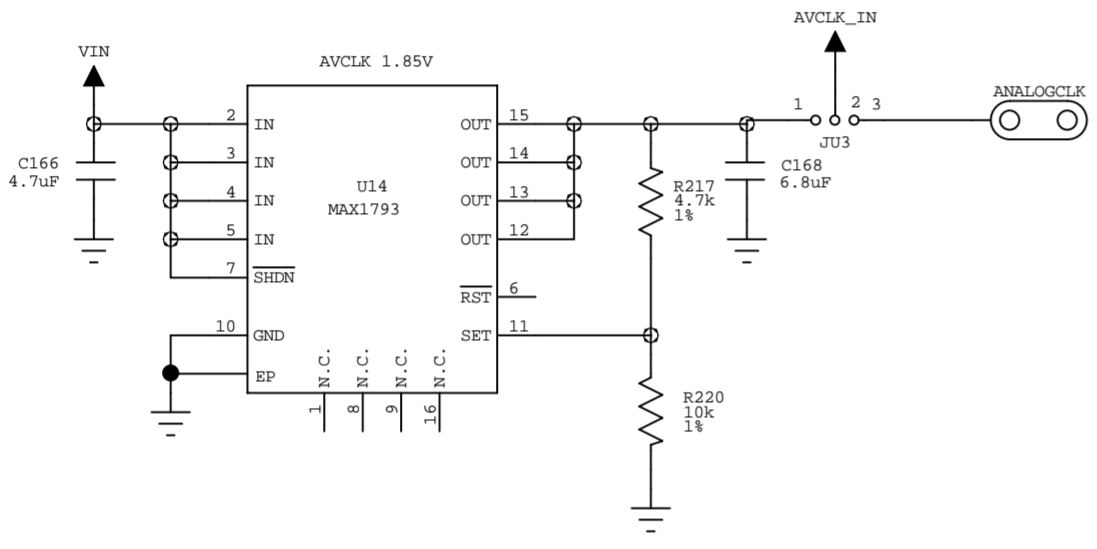 AVCLK_IN
VIN
AVCLK 1.85V
ANALOGCLK
1 2 3
JU3
2 IN OUT 15
C166
4.7uF
3 IN OUT 14
C168
6.8uF
U14
MAX1793
R217
4.7k
1%
4 IN OUT 13
5 IN OUT 12
7 SHDN
RST 6
10 GND SET 11
EP
N.C. N.C. N.C. N.C.
1 8 9 16
R220
10k
1%